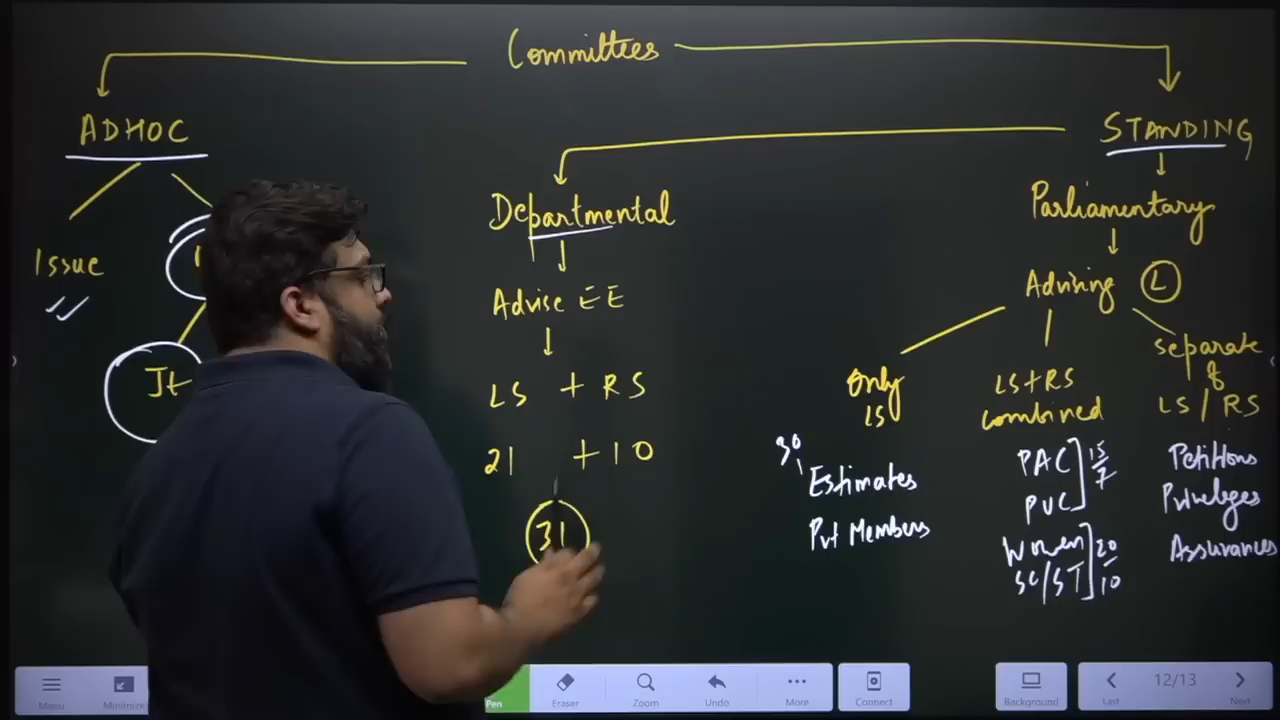 Committees
ADHOC
STANDING
Issue
Jt
Departmental
Advise EE
LS + RS
21 + 10
31
Parliamentary
Advising L
Only
LS
LS+RS
combined
separate
of
LS / RS
30
Estimates
Pvt Members
PAC
PUC
15
7
Women
SC/ST
20
10
Petitions
Privileges
Assurances
Menu
Minimize
Pen
Eraser
Zoom
Undo
More
Connect
Background
Last
12/13
Next